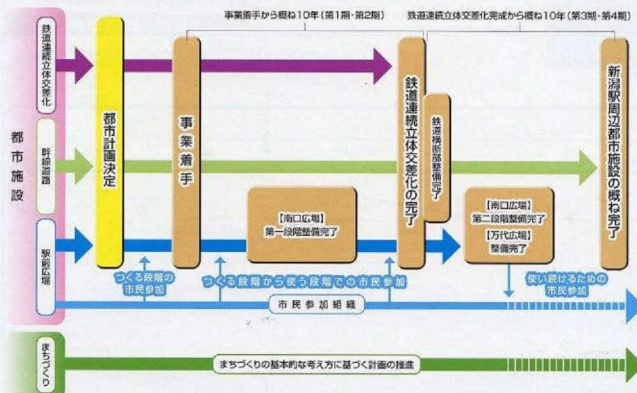 事業着手から概ね10年(第1期・第2期)
鉄道連続立体交差化完成から概ね10年(第3期・第4期)
都市施設
鉄道連続立体交差化
幹線道路
駅前広場
まちづくり
都市計画決定
事業着手
鉄道連続立体交差化の完了
鉄道横断部整備完了
新潟駅周辺都市施設の概ね完了
【南口広場】
第一段階整備完了
【南口広場】
第二段階整備完了
【万代広場】
整備完了
つくる段階の
市民参加
つくる段階から使う段階での市民参加
使い続けるための
市民参加
市民参加組織
まちづくりの基本的な考え方に基づく計画の推進